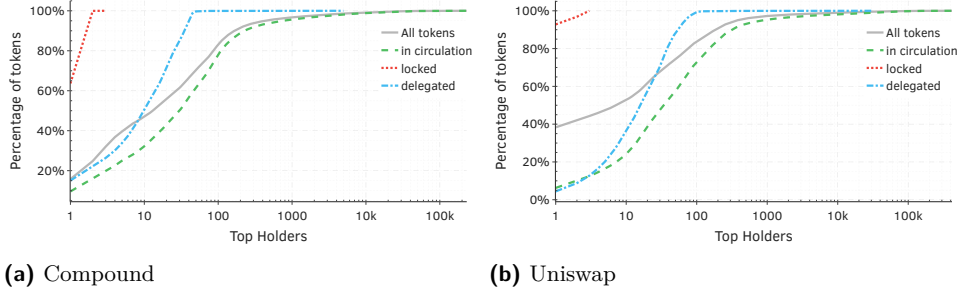 100%
80%
60%
40%
20%
Percentage of tokens
1 10 100 1000 10k 100k
Top Holders
All tokens
in circulation
locked
delegated
(a) Compound
100%
80%
60%
40%
20%
0%
Percentage of tokens
1 10 100 1000 10k 100k
Top Holders
All tokens
in circulation
locked
delegated
(b) Uniswap